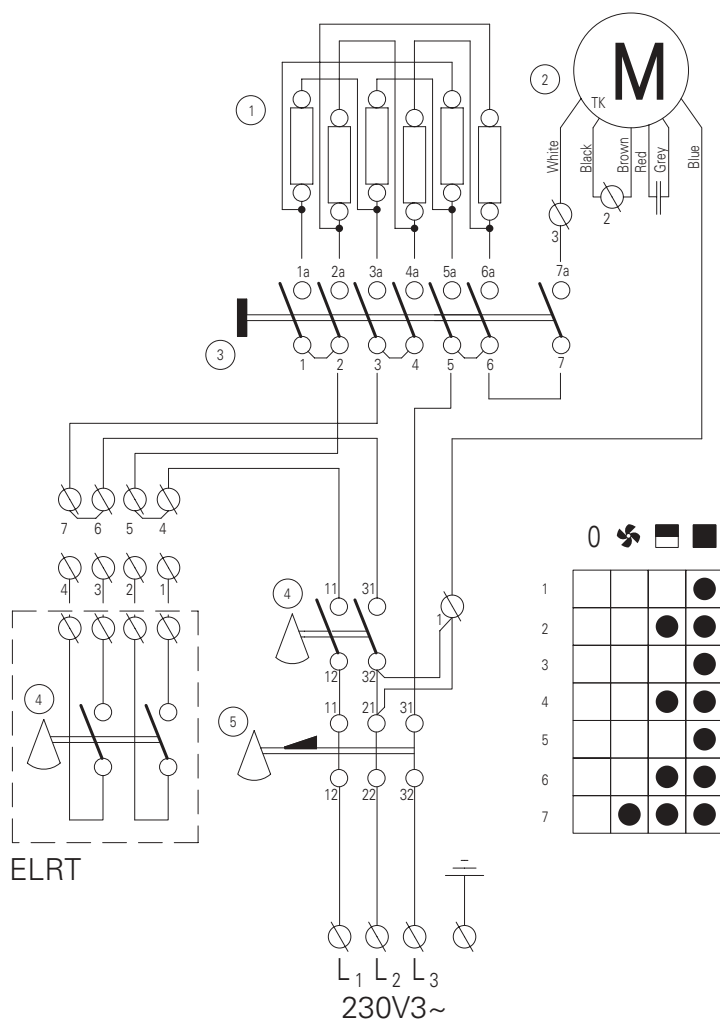 M
2
TK
1
White
Black
Brown
Red
Grey
Blue
2
3
1a 2a 3a 4a 5a 6a 7a
3
1 2 3 4 5 6 7
7 6 5 4
4 3 2 1
0
11 31
4
1
12 32
4
11 21 31
5
12 22 32
1
2
3
4
5
6
7
ELRT
L1 L2 L3
230V3~